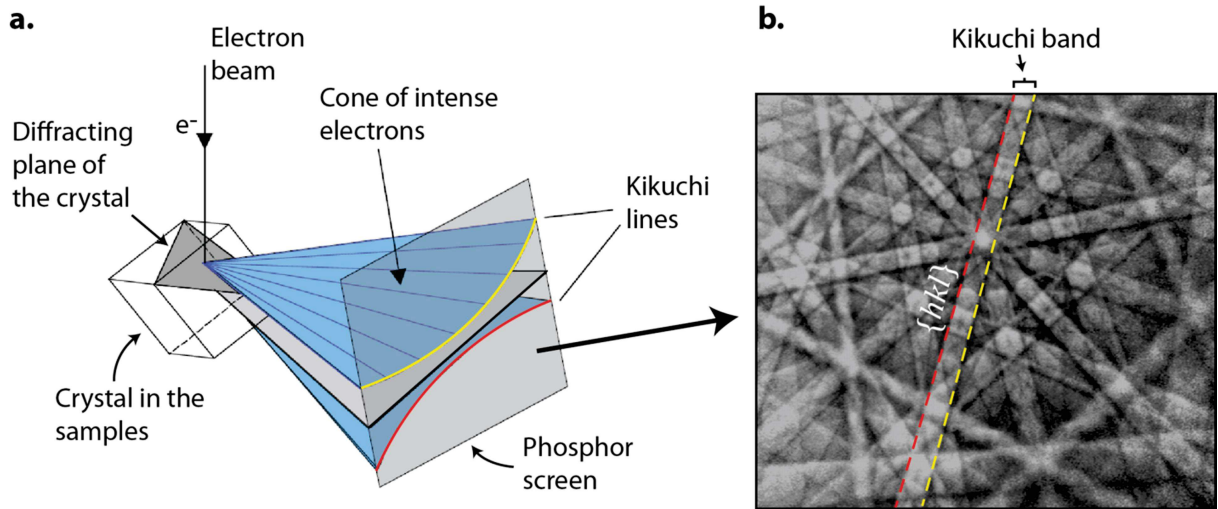 a.
Electron
beam
e-
Cone of intense
electrons
Diffracting
plane of
the crystal
Kikuchi
lines
Crystal in the
samples
Phosphor
screen
b.
Kikuchi band
{hkl}